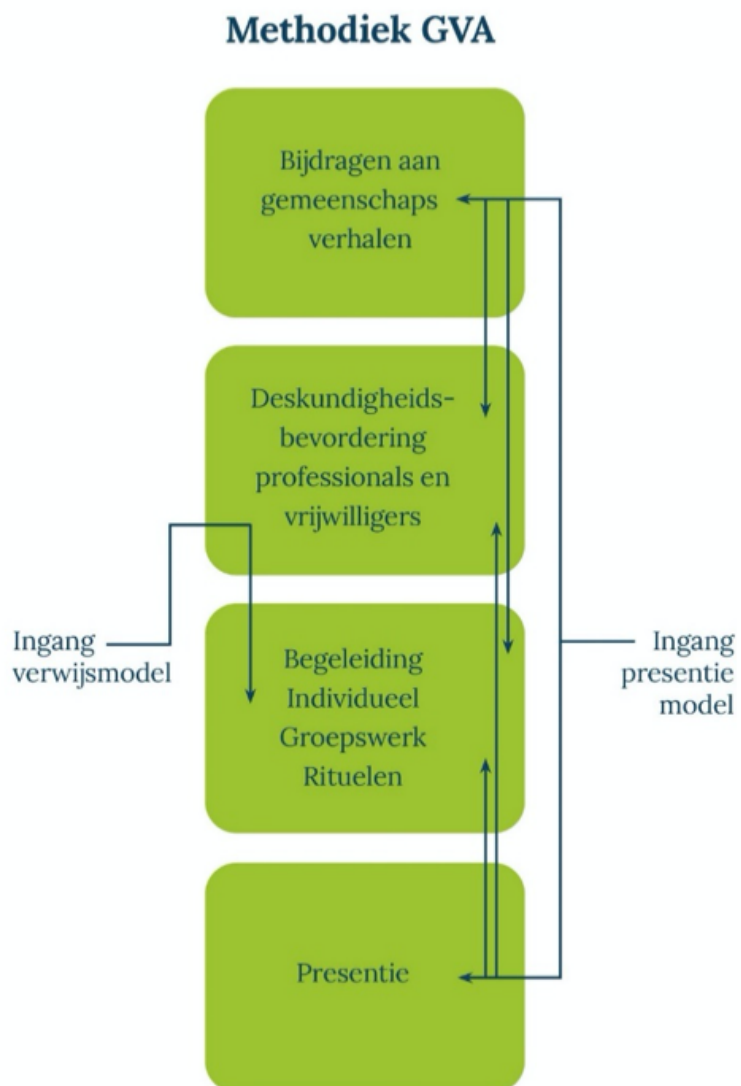 Methodiek GVA
Bijdragen aan
gemeenschaps
verhalen
Deskundigheids-
bevordering
professionals en
vrijwilligers
Ingang
verwijsmodel
Begeleiding
Individueel
Groepswerk
Rituelen
Ingang
presentie
model
Presentie